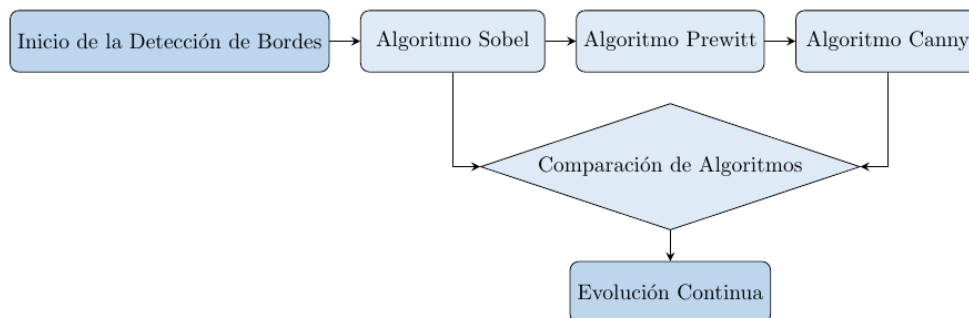 Inicio de la Detección de Bordes
Algoritmo Sobel
Algoritmo Prewitt
Algoritmo Canny
Comparación de Algoritmos
Evolución Continua